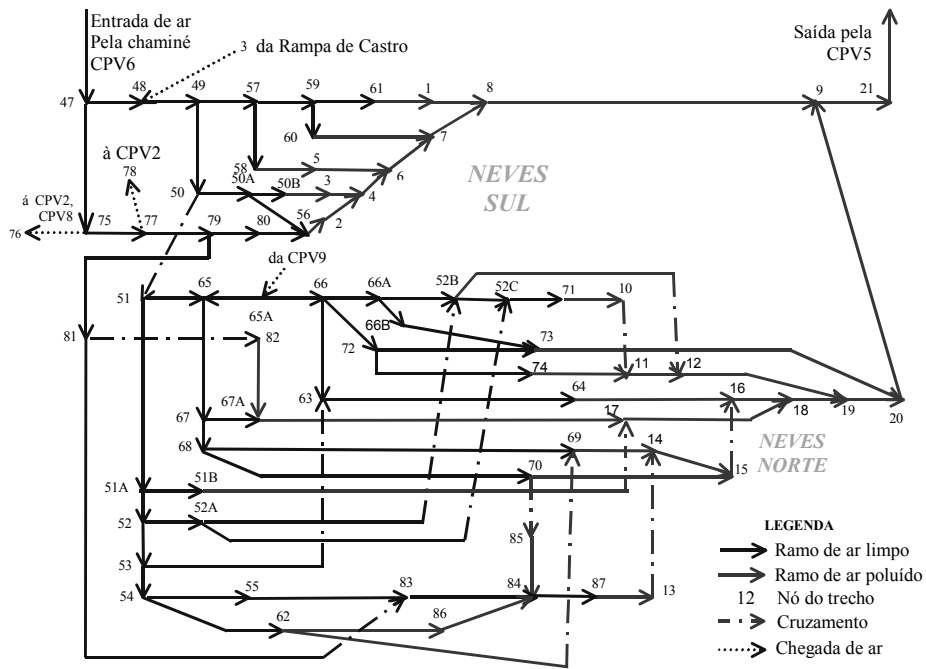 Entrada de ar
Pela chaminé
CPV6
3 da Rampa de Castro
Saída pela
CPV5
47 48 49 57 59 61 1 8 9 21
60 7
à CPV2
78
58 5 6
50 50A 50B 3 4
á CPV2,
CPV8
76 75 77 79 80 56 2
NEVES
SUL
da CPV9
51 65 66 66A 52B 52C 71 10
65A
81 82 66B
72 73
74 11 12
67 67A 63 64 17 16 18 19 20
68 69 14
NEVES
NORTE
70 15
51A 51B
52 52A
85
53
54 55 83 84 87 13
62 86
LEGENDA
Ramo de ar limpo
Ramo de ar poluído
12 Nó do trecho
Cruzamento
Chegada de ar